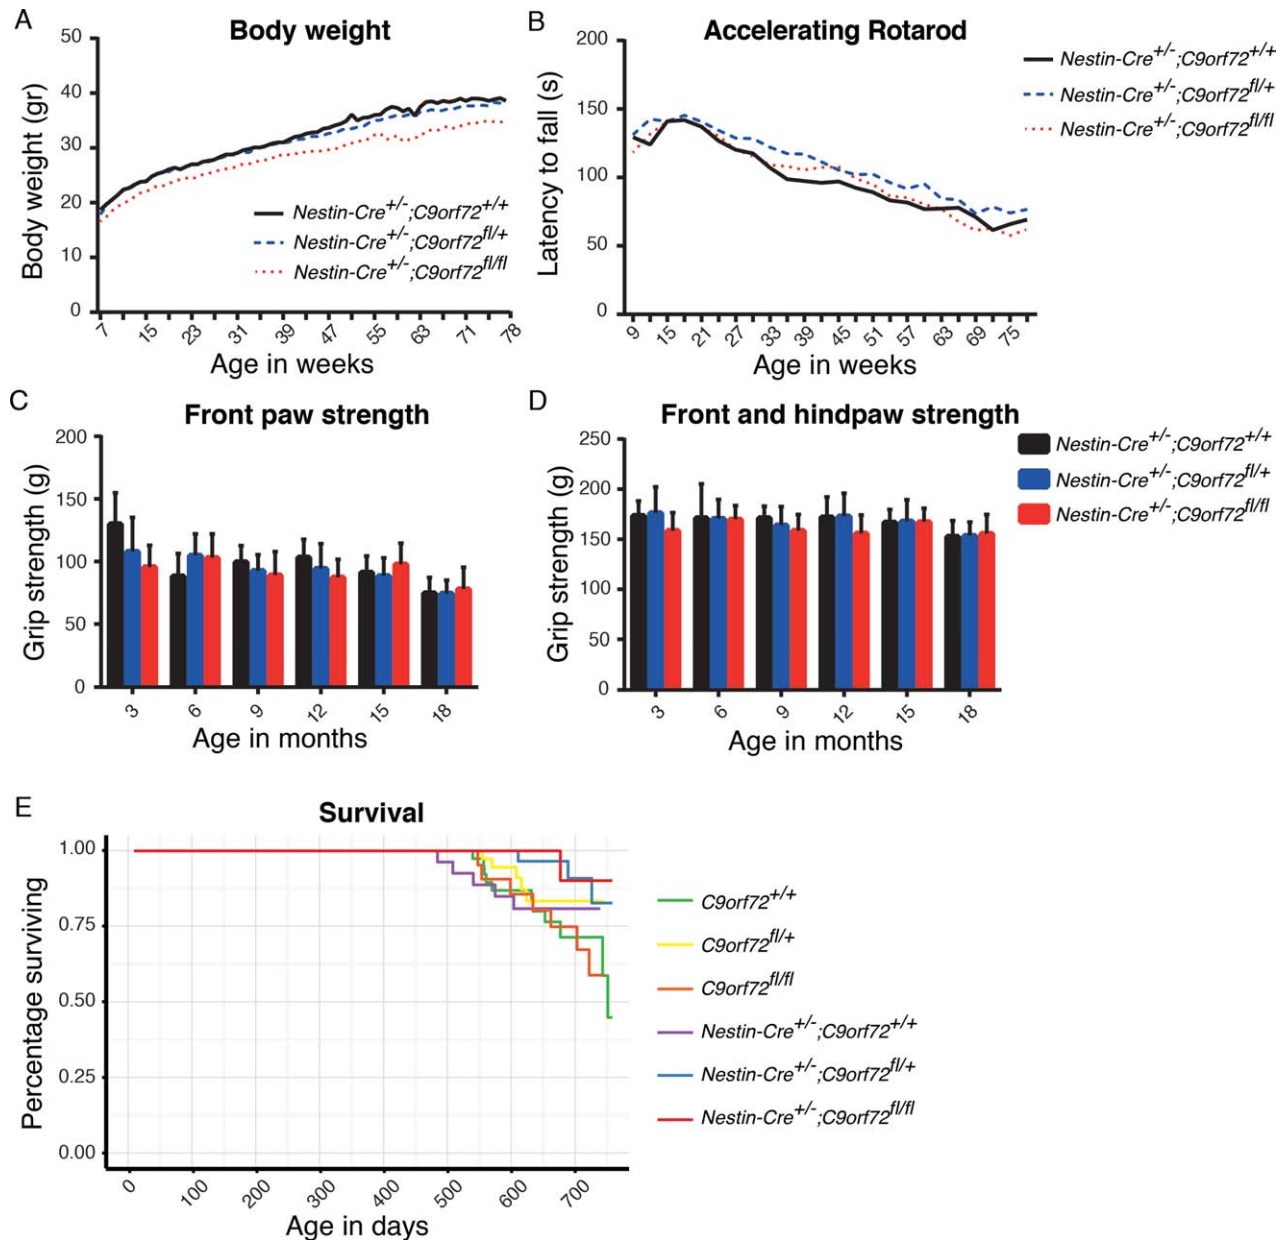 A
Body weight
Body weight (gr)
50
40
30
20
10
0
Nestin-Cre+/-;C9orf72+/+
Nestin-Cre+/-;C9orf72fl/+
Nestin-Cre+/-;C9orf72fl/fl
7 15 23 31 39 47 55 63 71 78
Age in weeks
B
Accelerating Rotarod
Latency to fall (s)
200
150
100
50
0
9 15 21 27 33 39 45 51 57 63 69 75
Age in weeks
Nestin-Cre+/-;C9orf72+/+
Nestin-Cre+/-;C9orf72fl/+
Nestin-Cre+/-;C9orf72fl/fl
C
Front paw strength
Grip strength (g)
200
150
100
50
0
3 6 9 12 15 18
Age in months
D
Front and hindpaw strength
Grip strength (g)
250
200
150
100
50
0
3 6 9 12 15 18
Age in months
Nestin-Cre+/-;C9orf72+/+
Nestin-Cre+/-;C9orf72fl/+
Nestin-Cre+/-;C9orf72fl/fl
E
Survival
Percentage surviving
1.00
0.75
0.50
0.25
0.00
0 100 200 300 400 500 600 700
Age in days
C9orf72+/+
C9orf72fl/+
C9orf72fl/fl
Nestin-Cre+/-;C9orf72+/+
Nestin-Cre+/-;C9orf72fl/+
Nestin-Cre+/-;C9orf72fl/fl